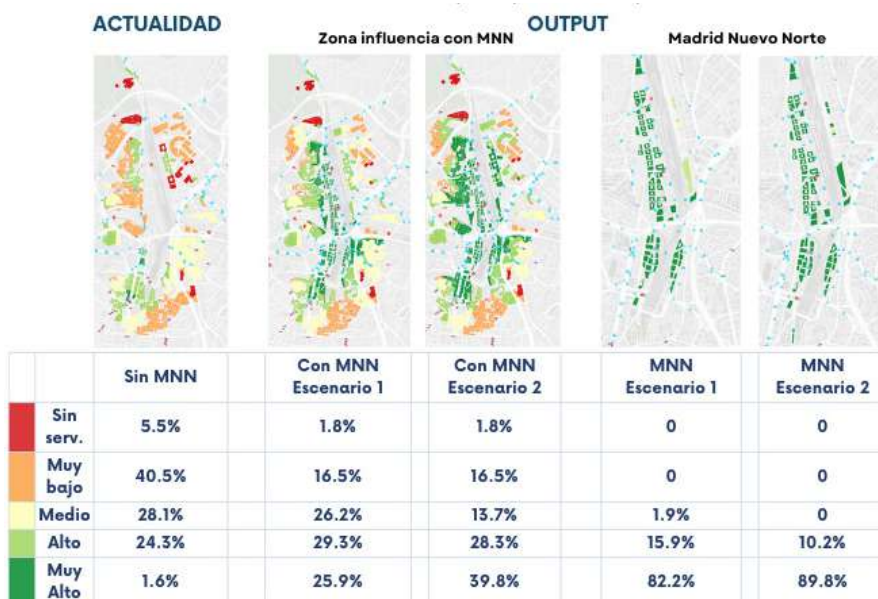 ACTUALIDAD
OUTPUT
Zona influencia con MNN
Madrid Nuevo Norte
Sin MNN
Con MNN Escenario 1
Con MNN Escenario 2
MNN Escenario 1
MNN Escenario 2
Sin serv. 5.5% 1.8% 1.8% 0 0
Muy bajo 40.5% 16.5% 16.5% 0 0
Medio 28.1% 26.2% 13.7% 1.9% 0
Alto 24.3% 29.3% 28.3% 15.9% 10.2%
Muy Alto 1.6% 25.9% 39.8% 82.2% 89.8%